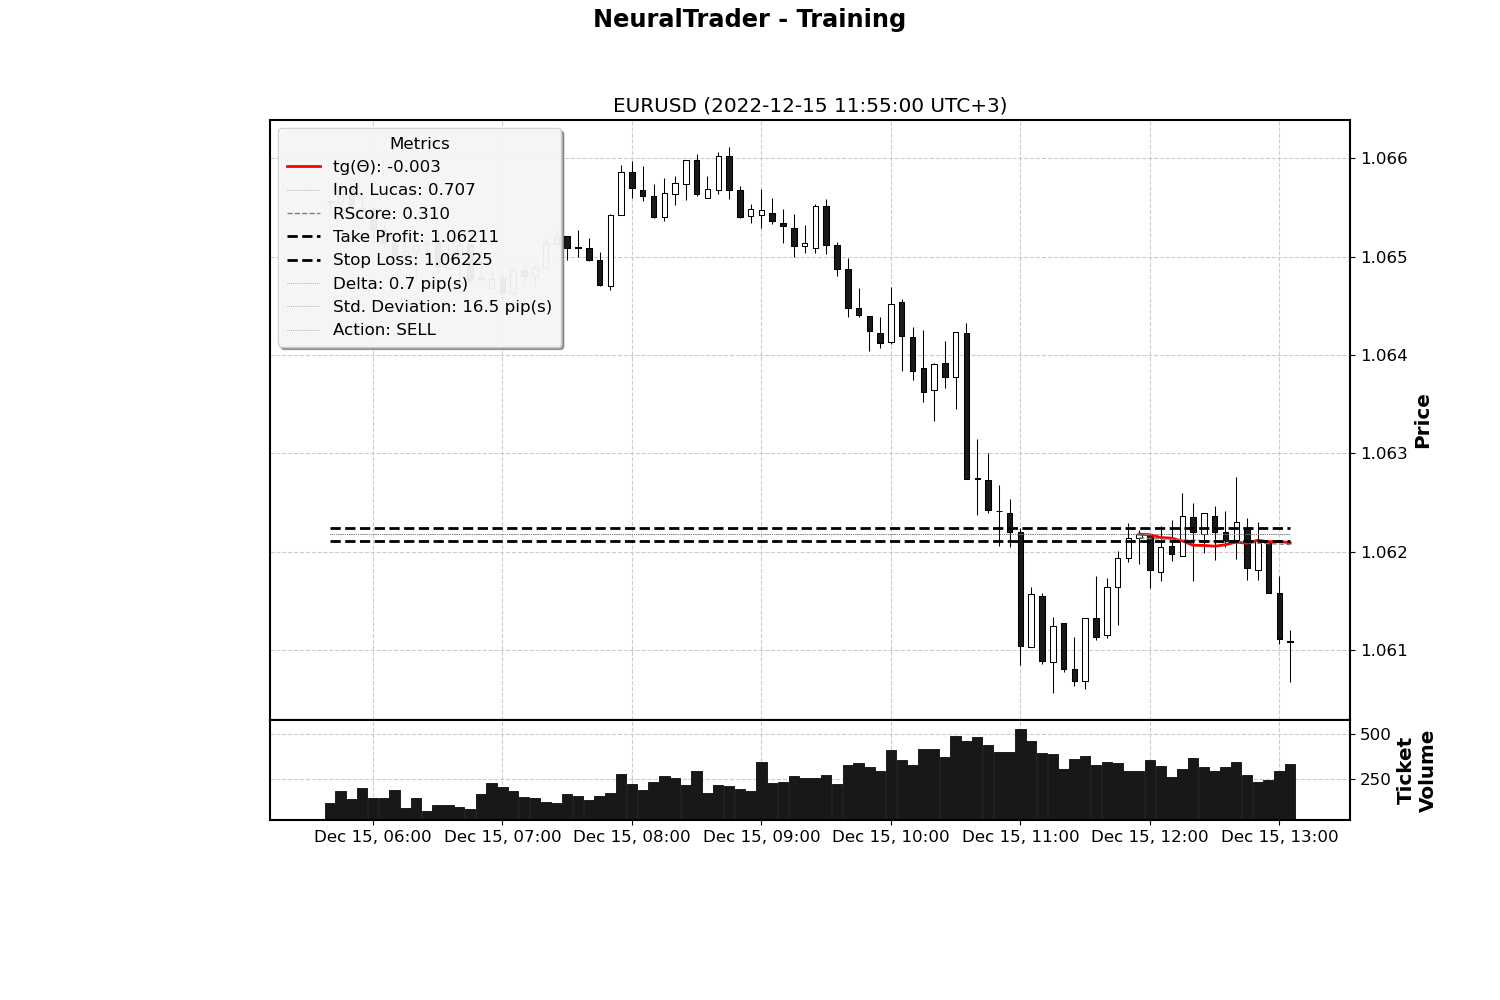 NeuralTrader - Training
EURUSD (2022-12-15 11:55:00 UTC+3)
Metrics
tg(Θ): -0.003
Ind. Lucas: 0.707
RScore: 0.310
Take Profit: 1.06211
Stop Loss: 1.06225
Delta: 0.7 pip(s)
Std. Deviation: 16.5 pip(s)
Action: SELL
1.066
1.065
1.064
1.063
1.062
1.061
Price
500
250
Ticket
Volume
Dec 15, 06:00 Dec 15, 07:00 Dec 15, 08:00 Dec 15, 09:00 Dec 15, 10:00 Dec 15, 11:00 Dec 15, 12:00 Dec 15, 13:00